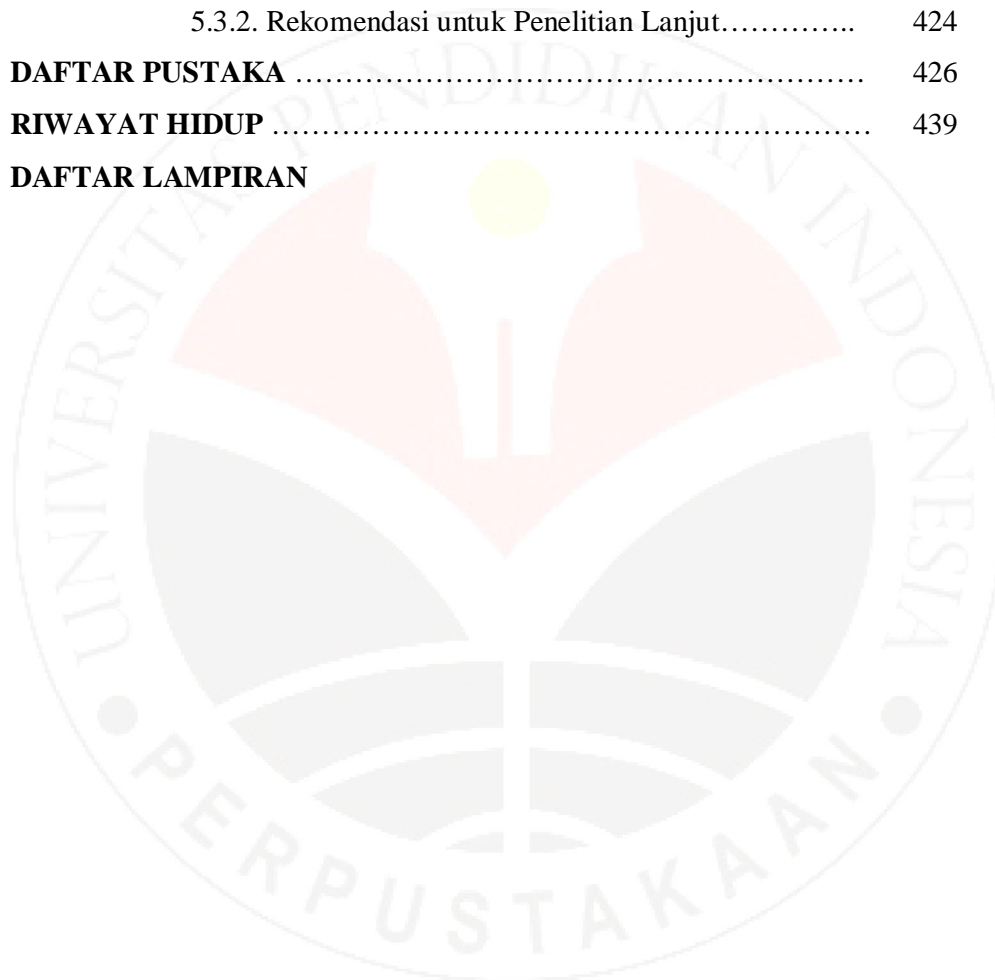 5.3.2. Rekomendasi untuk Penelitian Lanjut………….. 424
DAFTAR PUSTAKA ………………………………………………… 426
RIWAYAT HIDUP …………………………………………………… 439
DAFTAR LAMPIRAN
UNIVERSITAS PENDIDIKAN INDONESIA
PERPUSTAKAAN